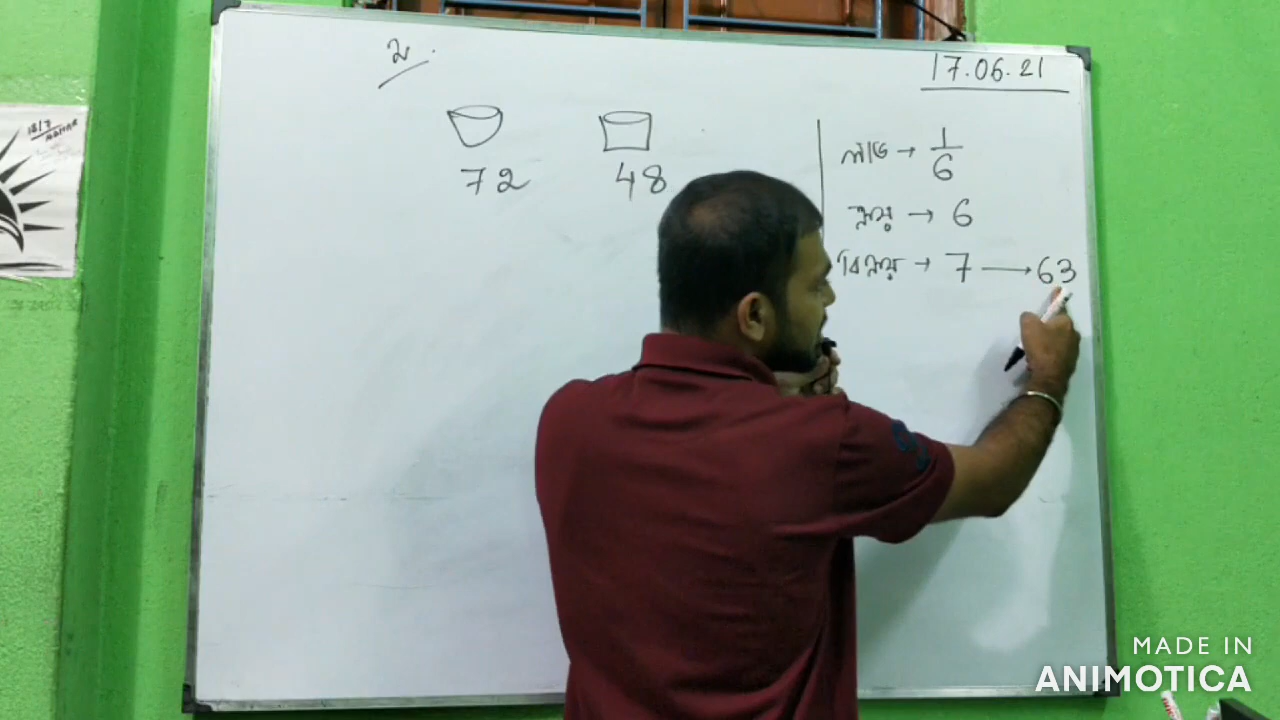 ২.
17.06.21
72 48
লাভ → 1/6
ক্রয় → 6
বিক্রয় → 7 → 63
MADE IN
ANIMOTICA